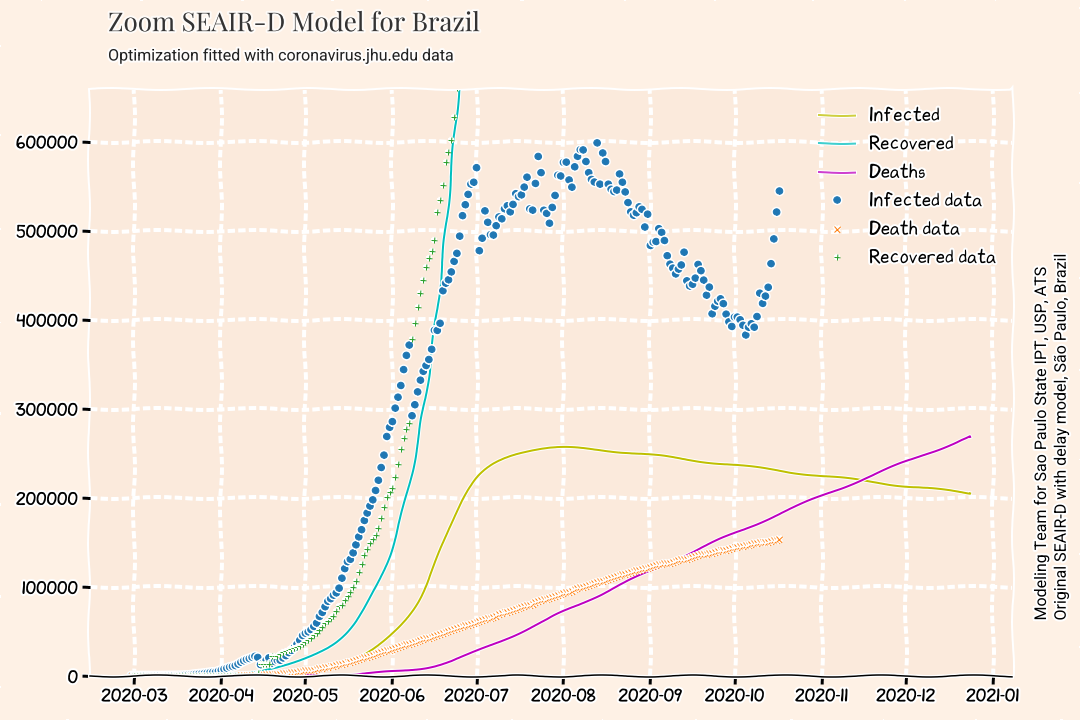 Zoom SEAIR-D Model for Brazil
Optimization fitted with coronavirus.jhu.edu data
Infected
Recovered
Deaths
Infected data
Death data
Recovered data
600000
500000
400000
300000
200000
100000
0
2020-03 2020-04 2020-05 2020-06 2020-07 2020-08 2020-09 2020-10 2020-11 2020-12 2021-01
Modeling Team for Sao Paulo State IPT, USP, ATS
Original SEAIR-D with delay model, São Paulo, Brazil